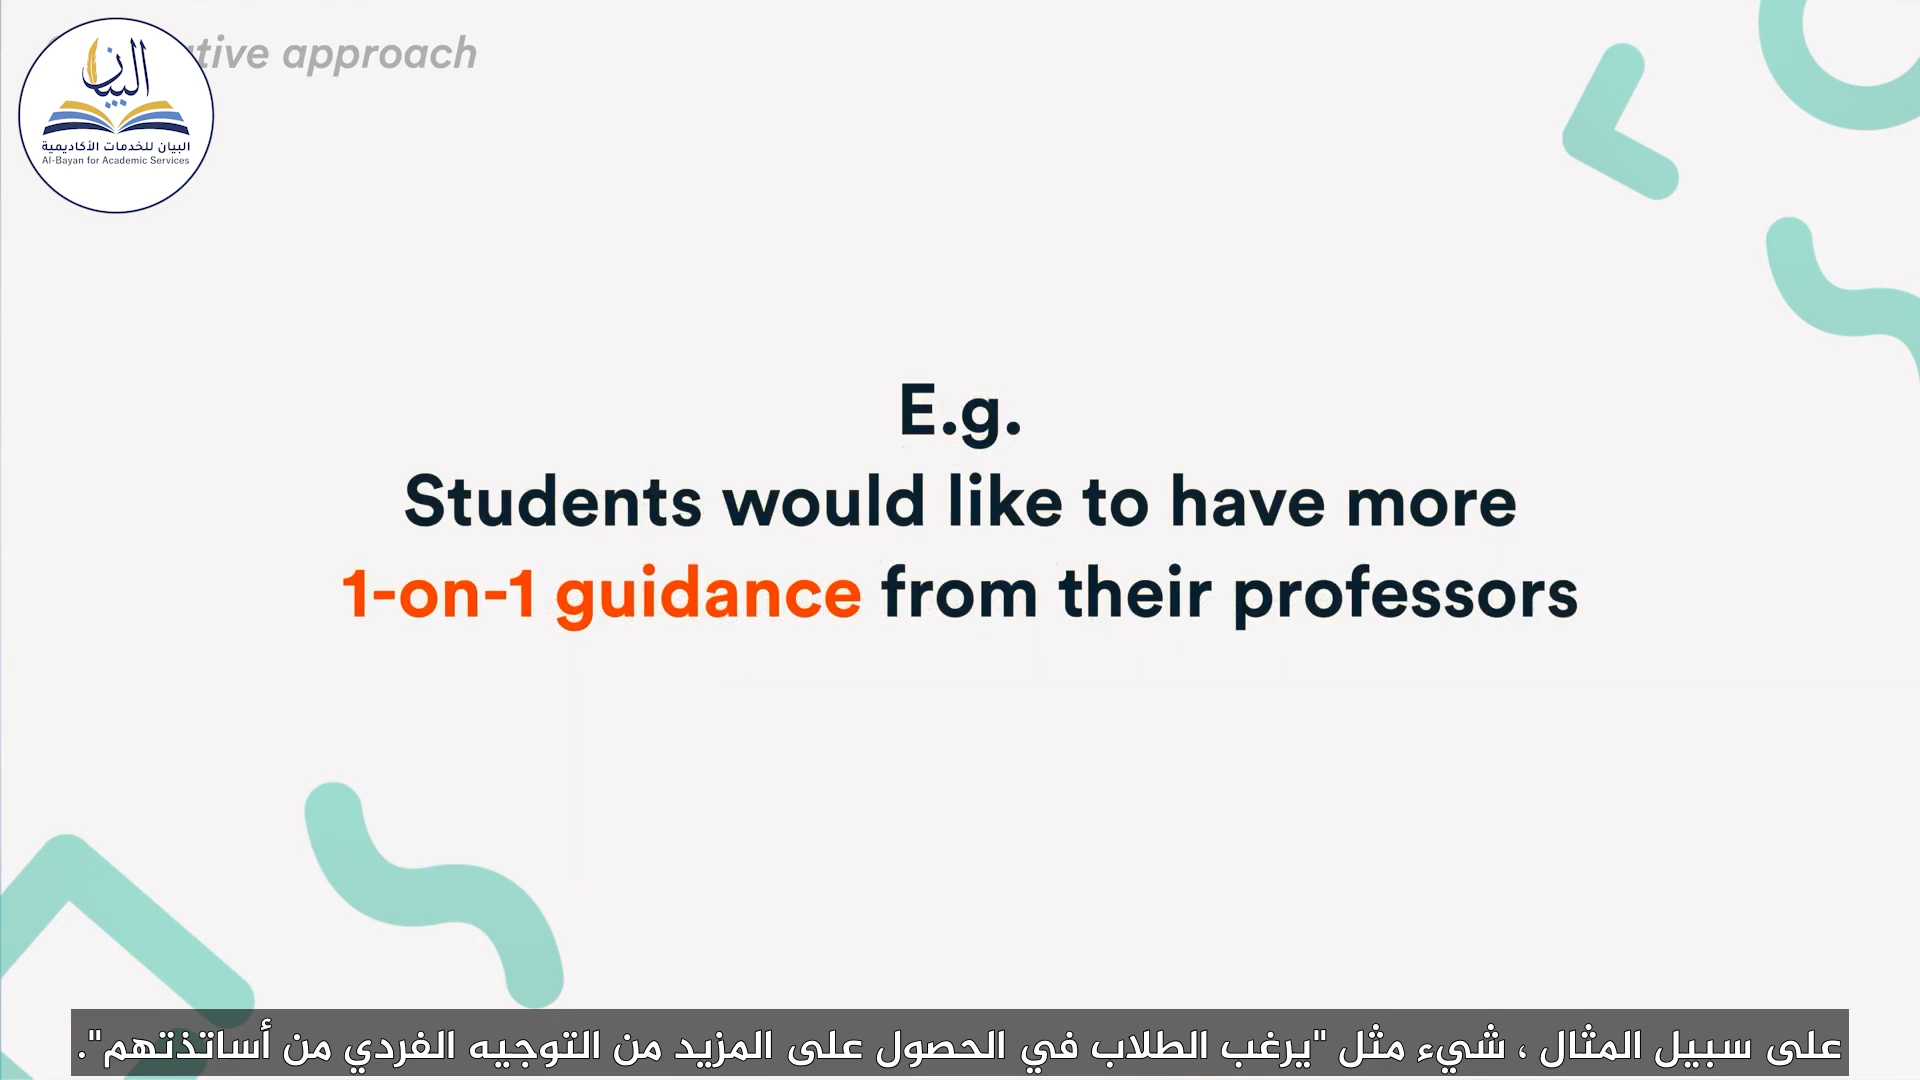 approach
البيان
البيان للخدمات الأكاديمية
Al-Bayan for Academic Services
E.g.
Students would like to have more
1-on-1 guidance from their professors
على سبيل المثال ، شيء مثل "يرغب الطلاب في الحصول على المزيد من التوجيه الفردي من أساتذتهم".